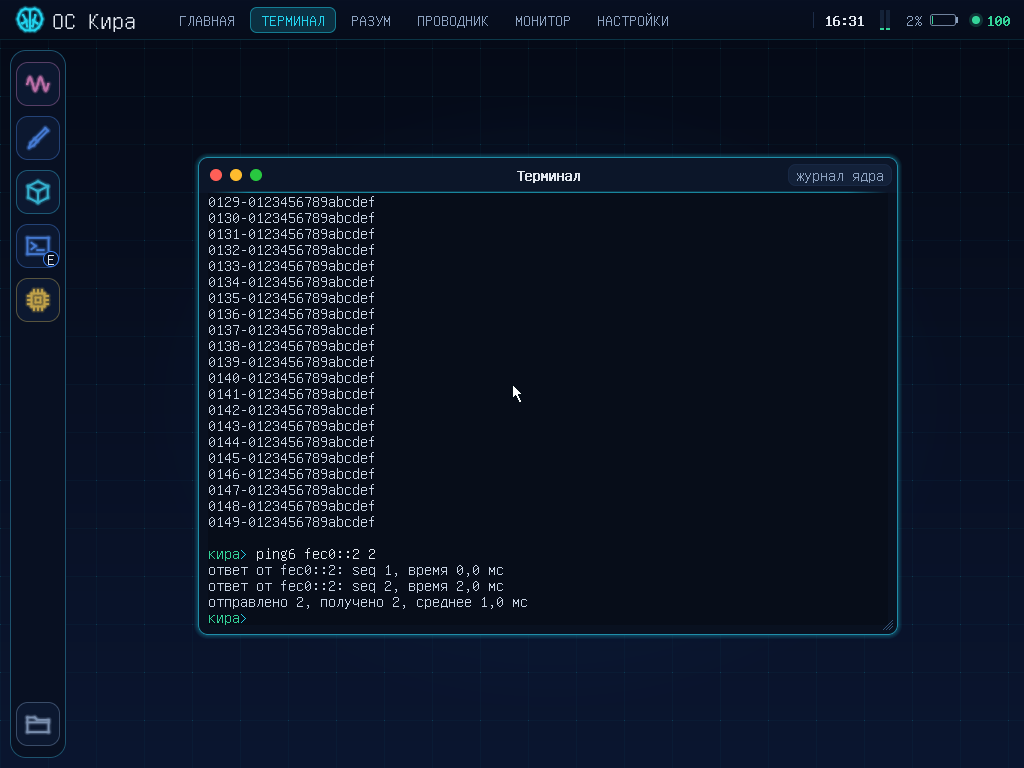 ОС Кира
ГЛАВНАЯ ТЕРМИНАЛ РАЗУМ ПРОВОДНИК МОНИТОР НАСТРОЙКИ
16:31 2% 100
E
Терминал
журнал ядра
0129-0123456789abcdef
0130-0123456789abcdef
0131-0123456789abcdef
0132-0123456789abcdef
0133-0123456789abcdef
0134-0123456789abcdef
0135-0123456789abcdef
0136-0123456789abcdef
0137-0123456789abcdef
0138-0123456789abcdef
0139-0123456789abcdef
0140-0123456789abcdef
0141-0123456789abcdef
0142-0123456789abcdef
0143-0123456789abcdef
0144-0123456789abcdef
0145-0123456789abcdef
0146-0123456789abcdef
0147-0123456789abcdef
0148-0123456789abcdef
0149-0123456789abcdef
кира> ping6 fec0::2 2
ответ от fec0::2: seq 1, время 0,0 мс
ответ от fec0::2: seq 2, время 2,0 мс
отправлено 2, получено 2, среднее 1,0 мс
кира>